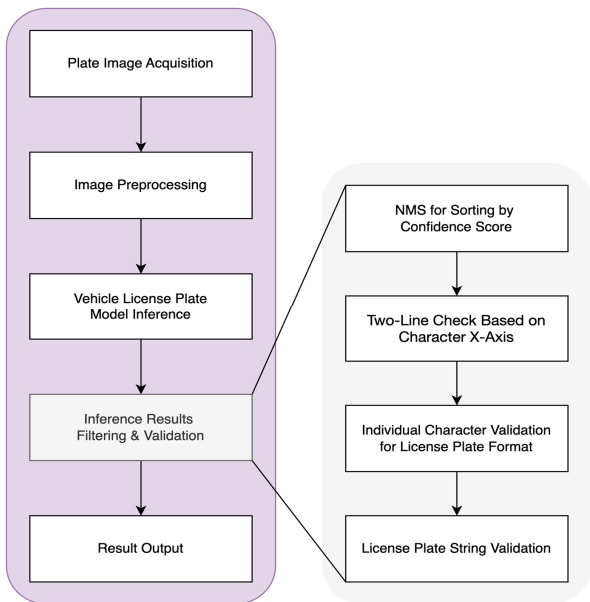 Plate Image Acquisition
Image Preprocessing
Vehicle License Plate
Model Inference
Inference Results
Filtering & Validation
Result Output
NMS for Sorting by
Confidence Score
Two-Line Check Based on
Character X-Axis
Individual Character Validation
for License Plate Format
License Plate String Validation